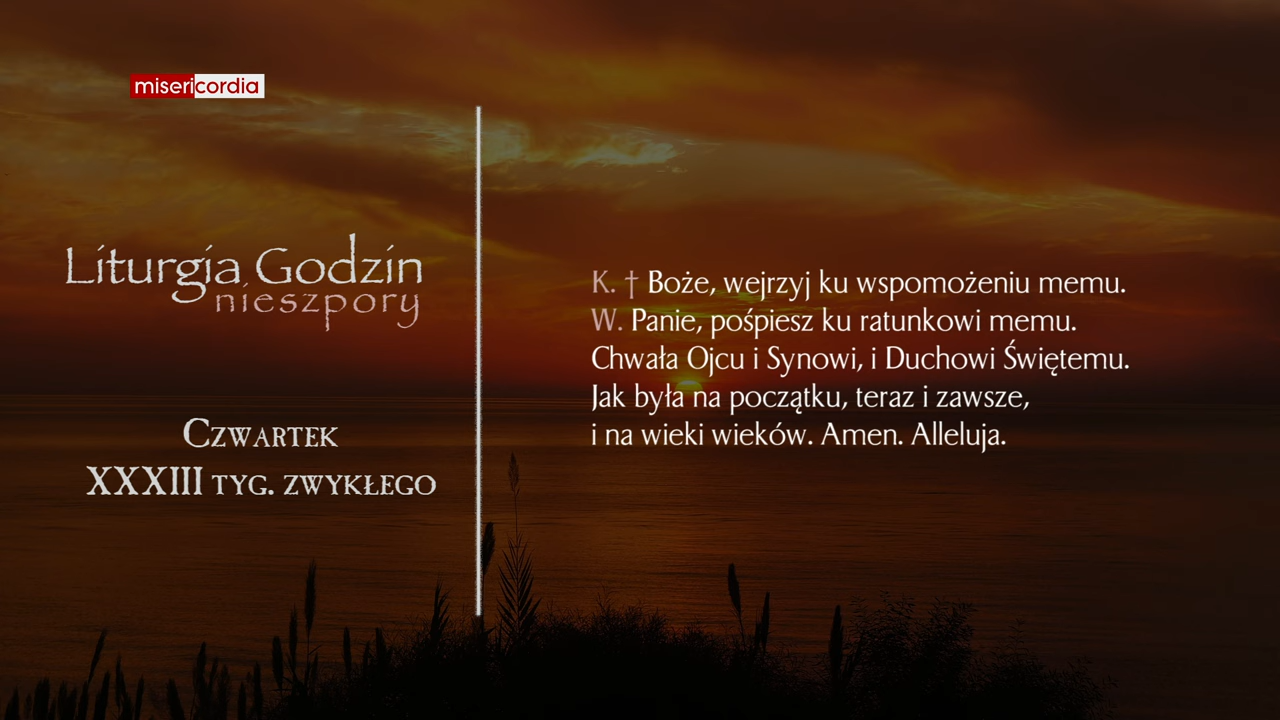 misericordia
Liturgia Godzin
nieszpory
Czwartek
XXXIII tyg. zwykłego
K. † Boże, wejrzyj ku wspomożeniu memu.
W. Panie, pośpiesz ku ratunkowi memu.
Chwała Ojcu i Synowi, i Duchowi Świętemu.
Jak była na początku, teraz i zawsze,
i na wieki wieków. Amen. Alleluja.